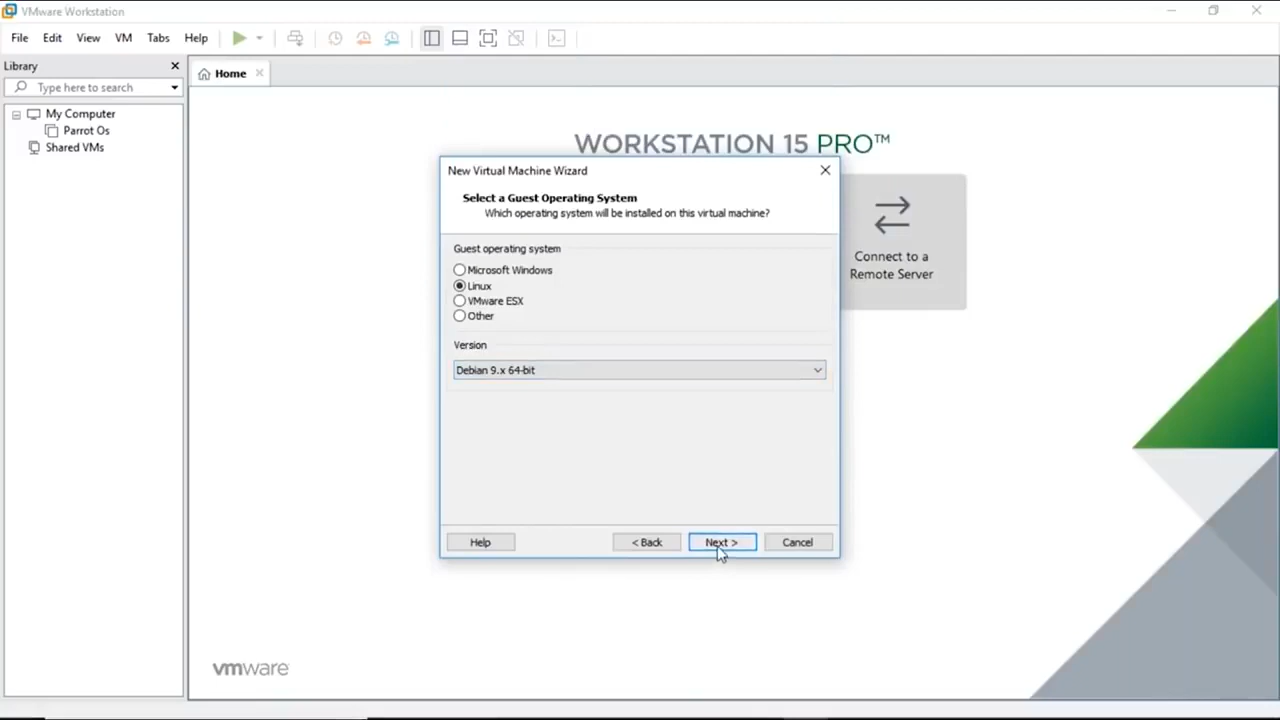 VMware Workstation
File Edit View VM Tabs Help
Library
Type here to search
My Computer
Parrot Os
Shared VMs
Home
WORKSTATION 15 PRO™
Connect to a
Remote Server
New Virtual Machine Wizard
Select a Guest Operating System
Which operating system will be installed on this virtual machine?
Guest operating system
Microsoft Windows
Linux
VMware ESX
Other
Version
Debian 9.x 64-bit
Help < Back Next > Cancel
vmware